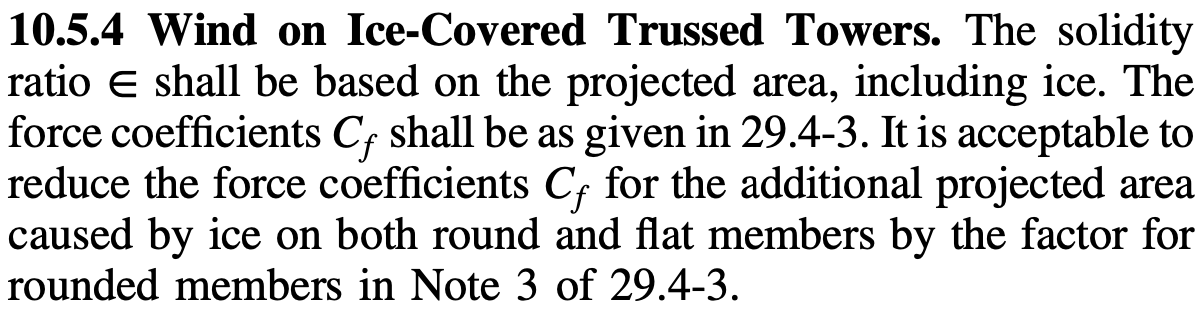 10.5.4 Wind on Ice-Covered Trussed Towers. The solidity
ratio ∈ shall be based on the projected area, including ice. The
force coefficients Cf shall be as given in 29.4-3. It is acceptable to
reduce the force coefficients Cf for the additional projected area
caused by ice on both round and flat members by the factor for
rounded members in Note 3 of 29.4-3.